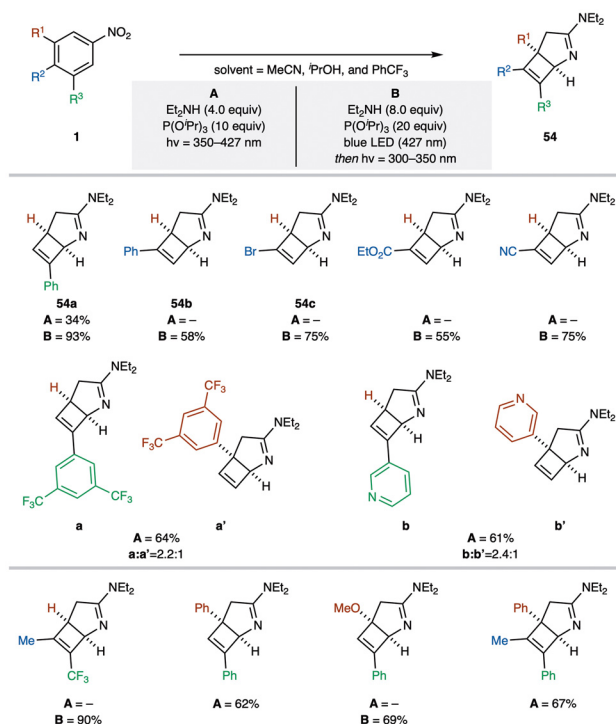 R¹ NO₂
R²
R³
1
solvent = MeCN, ⁱPrOH, and PhCF₃
A
Et₂NH (4.0 equiv)
P(OⁱPr)₃ (10 equiv)
hν = 350–427 nm
B
Et₂NH (8.0 equiv)
P(OⁱPr)₃ (20 equiv)
blue LED (427 nm)
then hν = 300–350 nm
NEt₂
R¹
R² N
H
R³
54
H NEt₂
N
H
Ph
54a
A = 34%
B = 93%
H NEt₂
Ph N
H
54b
A = –
B = 58%
H NEt₂
Br N
H
54c
A = –
B = 75%
H NEt₂
EtO₂C N
H
A = –
B = 55%
H NEt₂
NC N
H
A = –
B = 75%
H NEt₂
N
H
F₃C CF₃
a
CF₃
NEt₂
F₃C N
H
a'
A = 64%
a:a'=2.2:1
H NEt₂
N
H
N
b
N NEt₂
N
H
b'
A = 61%
b:b'=2.4:1
H NEt₂
N
Me H
CF₃
A = –
B = 90%
Ph NEt₂
N
H
Ph
A = 62%
MeO NEt₂
N
H
Ph
A = –
B = 69%
Ph NEt₂
N
Me H
Ph
A = 67%